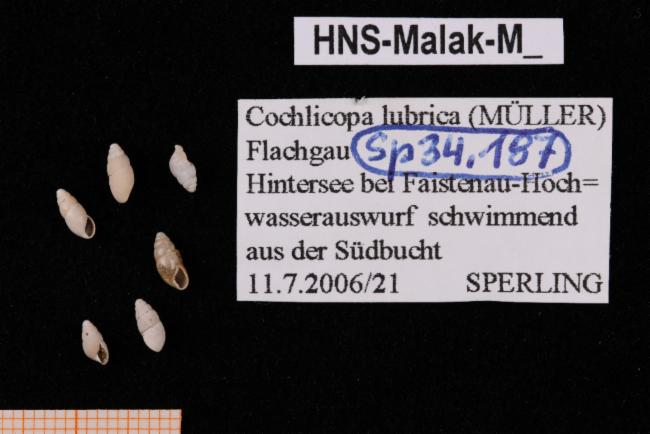 HNS-Malak-M_
Cochlicopa lubrica (MÜLLER)
Flachgau Sp34.187
Hintersee bei Faistenau-Hoch=
wasserauswurf schwimmend
aus der Südbucht
11.7.2006/21 SPERLING